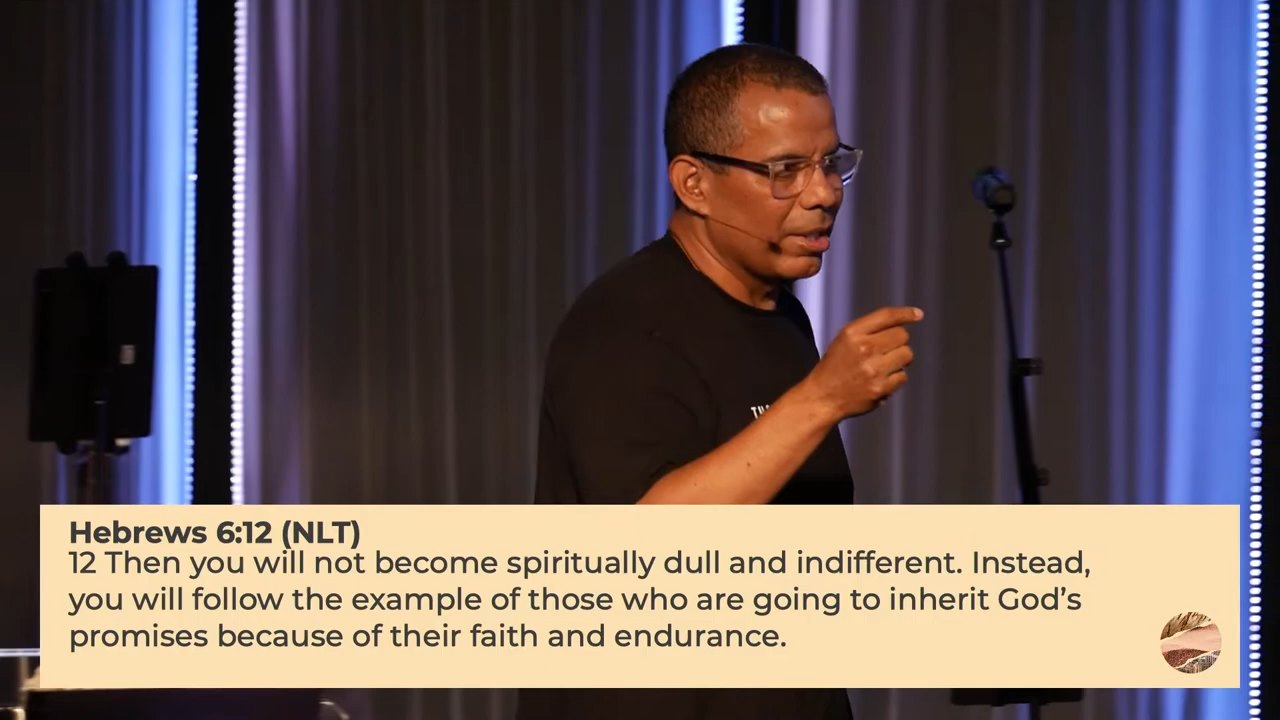 Hebrews 6:12 (NLT)
12 Then you will not become spiritually dull and indifferent. Instead,
you will follow the example of those who are going to inherit God’s
promises because of their faith and endurance.